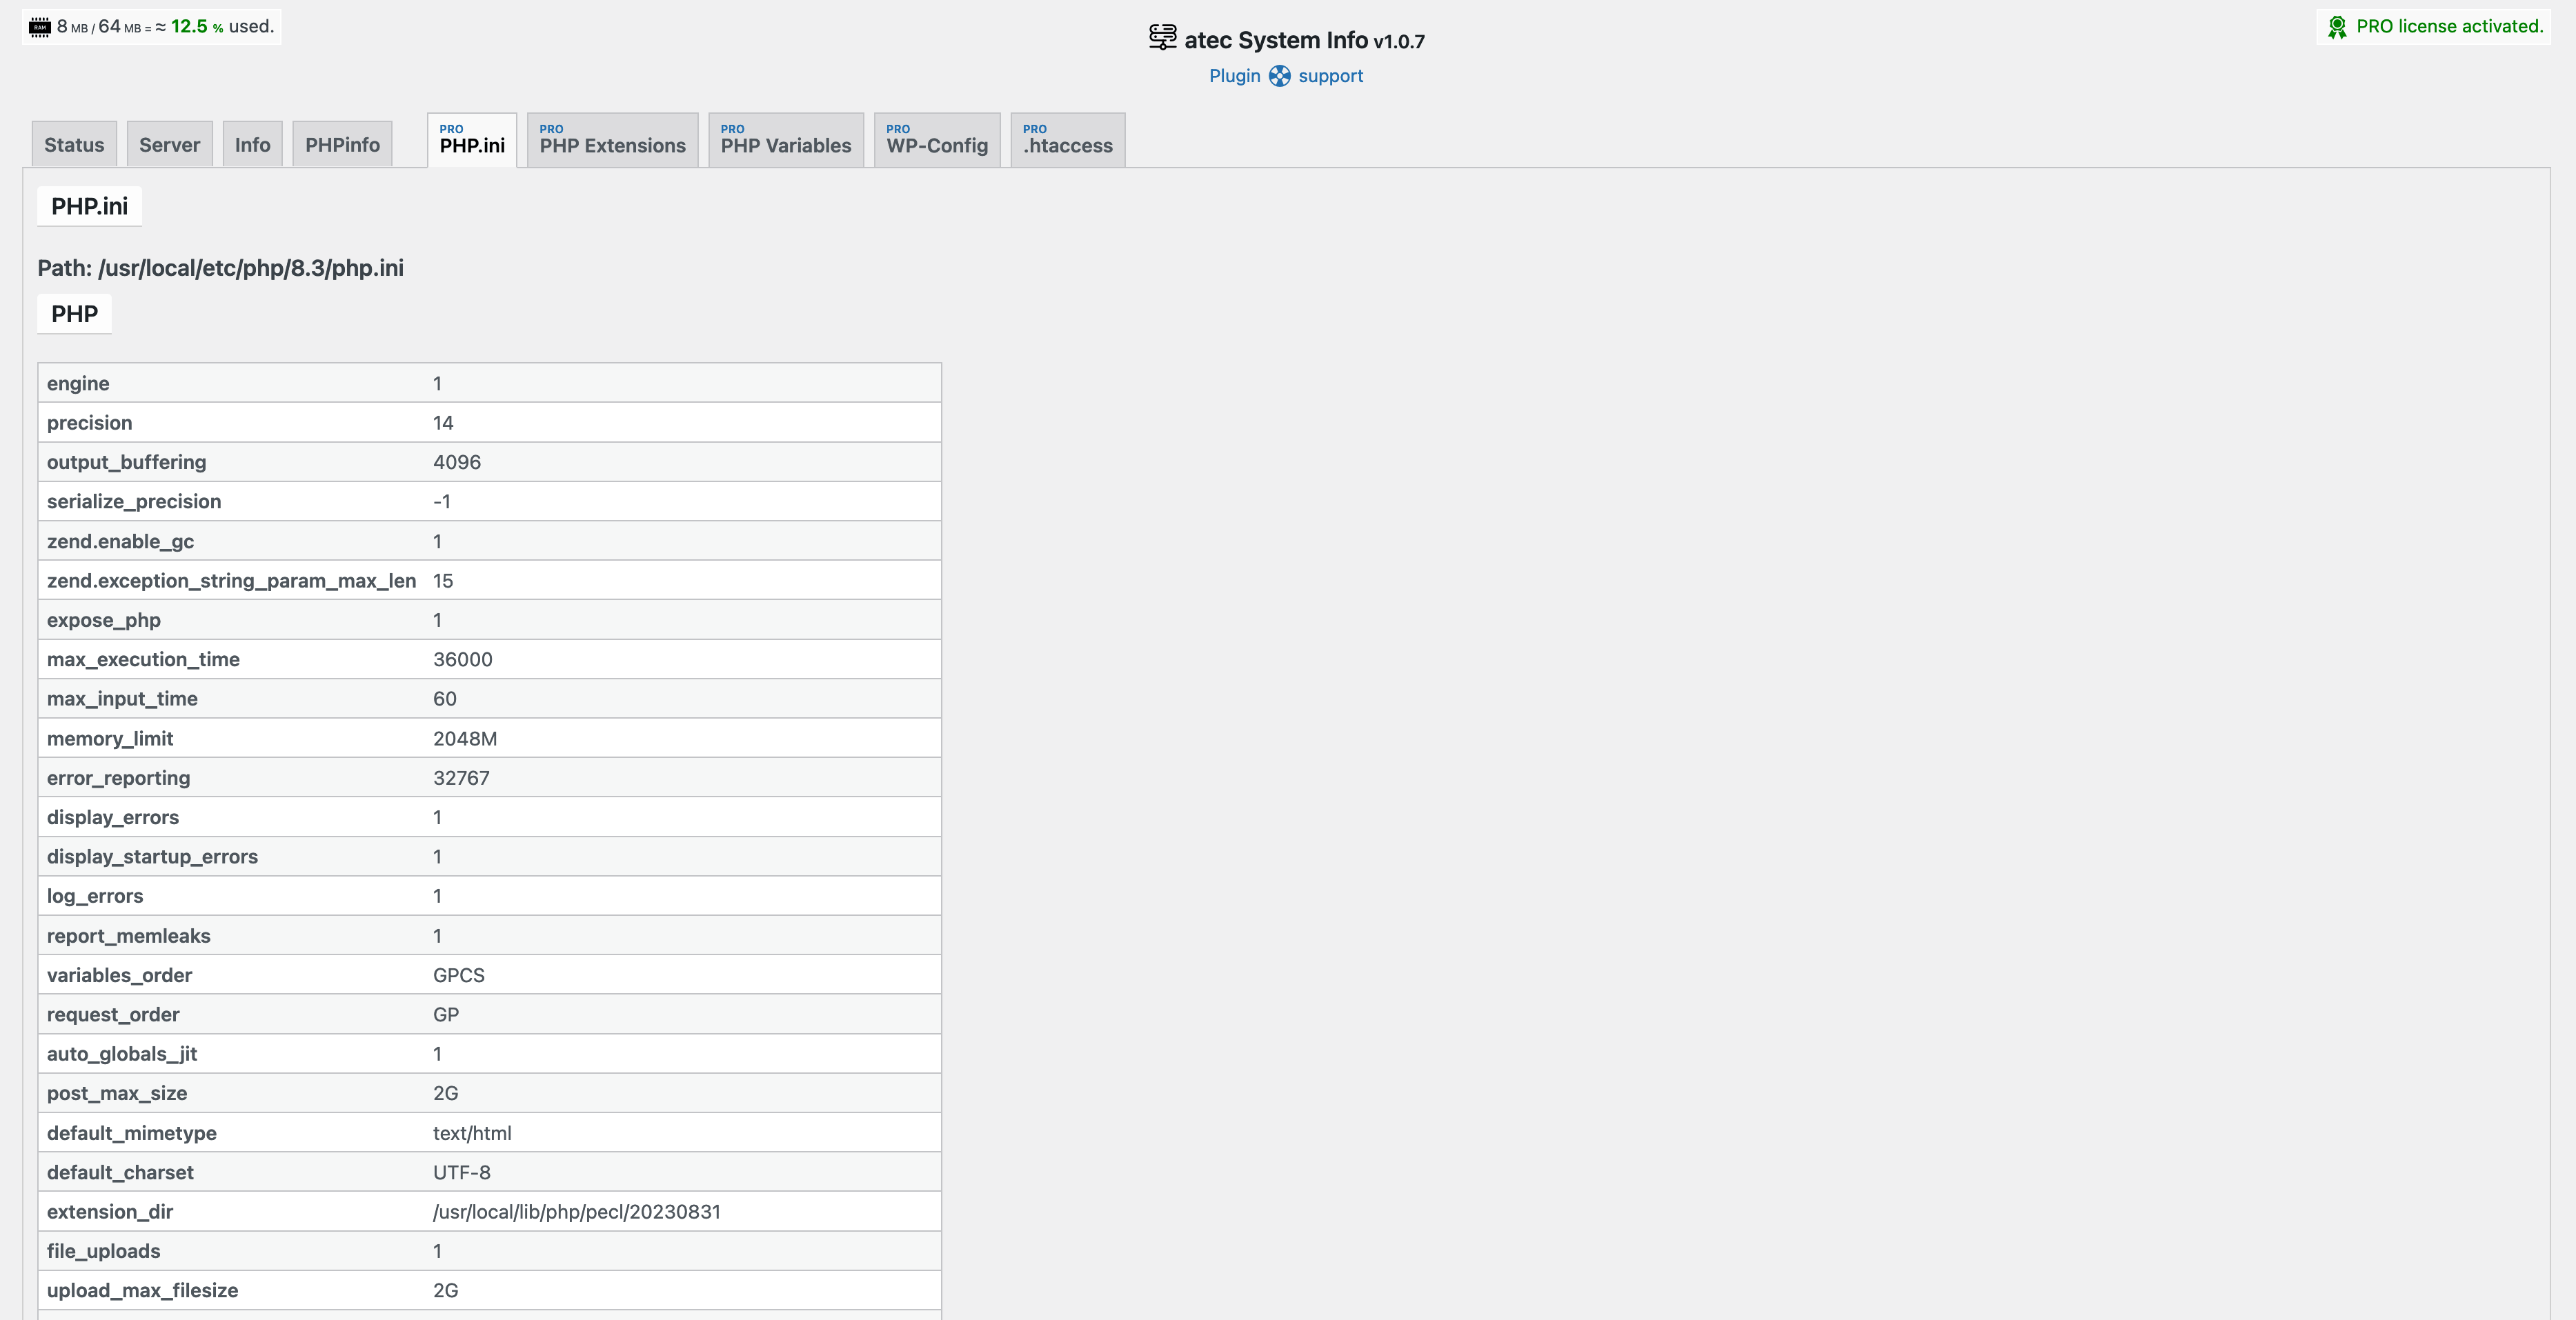 RAM 8 MB / 64 MB = ≈ 12.5 % used.
atec System Info v1.0.7
PRO license activated.
Plugin support
Status
Server
Info
PHPinfo
PRO
PHP.ini
PRO
PHP Extensions
PRO
PHP Variables
PRO
WP-Config
PRO
.htaccess
PHP.ini
Path: /usr/local/etc/php/8.3/php.ini
PHP
engine 1
precision 14
output_buffering 4096
serialize_precision -1
zend.enable_gc 1
zend.exception_string_param_max_len 15
expose_php 1
max_execution_time 36000
max_input_time 60
memory_limit 2048M
error_reporting 32767
display_errors 1
display_startup_errors 1
log_errors 1
report_memleaks 1
variables_order GPCS
request_order GP
auto_globals_jit 1
post_max_size 2G
default_mimetype text/html
default_charset UTF-8
extension_dir /usr/local/lib/php/pecl/20230831
file_uploads 1
upload_max_filesize 2G